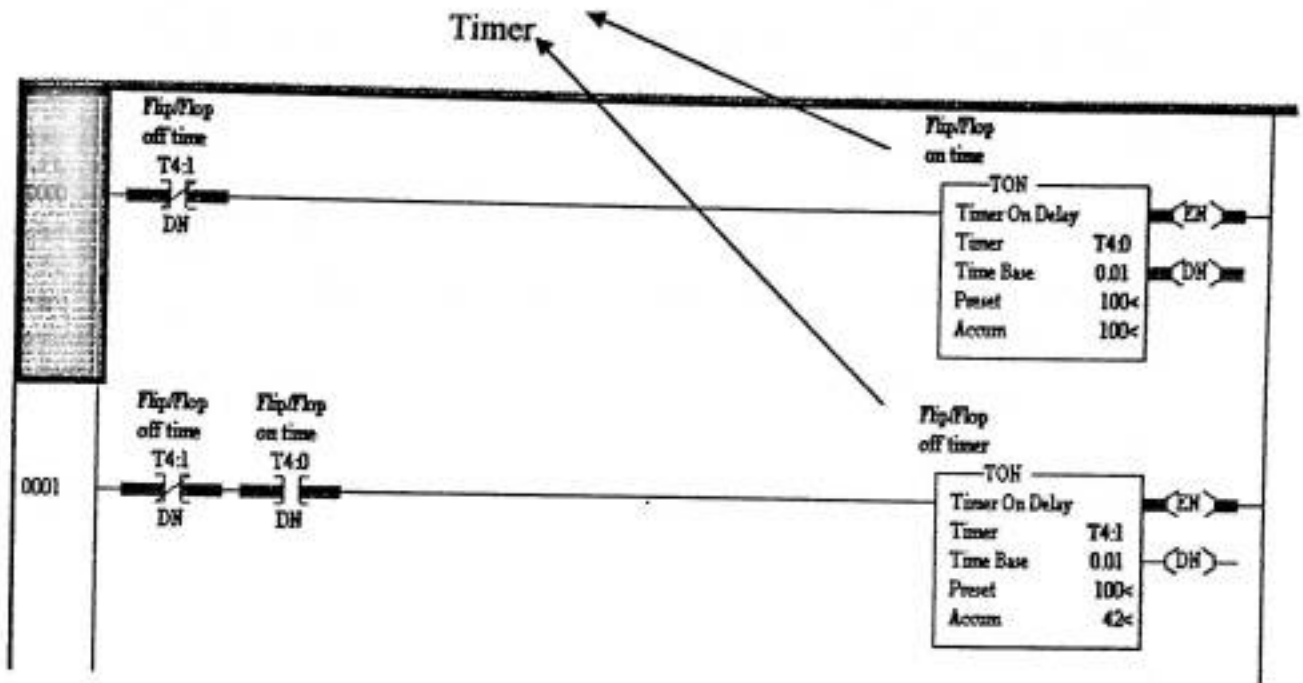 Timer
Flip/Flop
off time
T4:1
DN
0000
Flip/Flop
on time
TON
Timer On Delay
Timer T4:0
Time Base 0.01
Preset 100<
Accum 100<
EN
DN
Flip/Flop
off time
T4:1
DN
Flip/Flop
on time
T4:0
DN
0001
Flip/Flop
off timer
TON
Timer On Delay
Timer T4:1
Time Base 0.01
Preset 100<
Accum 42<
EN
DN